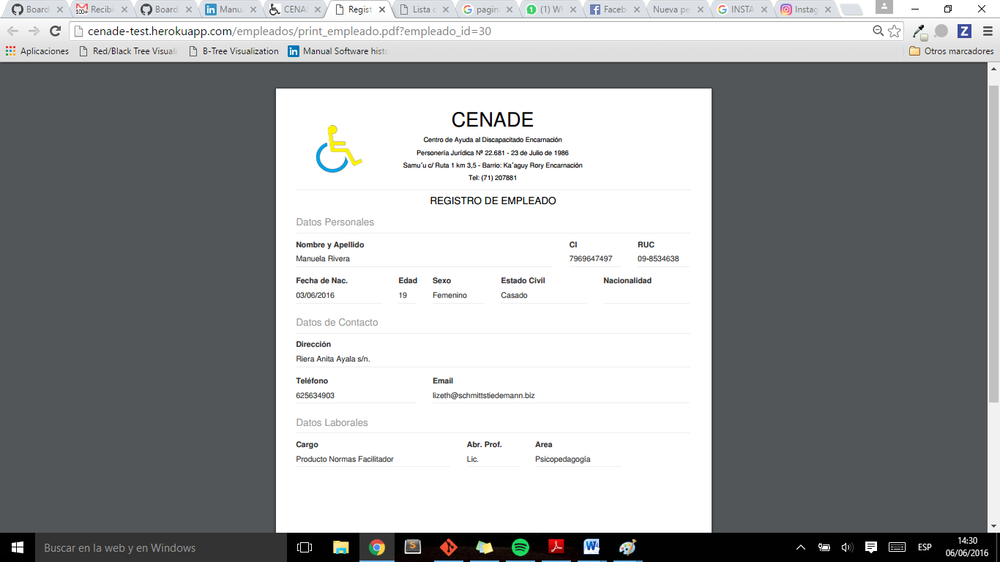 Board
Recibi
Board
Manua
CENAD
Regist
Lista d
pagin
(1) W
Faceb
Nueva pe
INSTA
Instag
cenade-test.herokuapp.com/empleados/print_empleado.pdf?empleado_id=30
Aplicaciones Red/Black Tree Visuali B-Tree Visualization Manual Software histo Otros marcadores
CENADE
Centro de Ayuda al Discapacitado Encarnación
Personería Jurídica Nº 22.681 - 23 de Julio de 1986
Samu´u c/ Ruta 1 km 3,5 - Barrio: Ka´aguy Rory Encarnación
Tel: (71) 207881
REGISTRO DE EMPLEADO
Datos Personales
Nombre y Apellido CI RUC
Manuela Rivera 7969647497 09-8534638
Fecha de Nac. Edad Sexo Estado Civil Nacionalidad
03/06/2016 19 Femenino Casado
Datos de Contacto
Dirección
Riera Anita Ayala s/n.
Teléfono Email
625634903 lizeth@schmittstiedemann.biz
Datos Laborales
Cargo Abr. Prof. Area
Producto Normas Facilitador Lic. Psicopedagogía
Buscar en la web y en Windows
ESP
14:30
06/06/2016